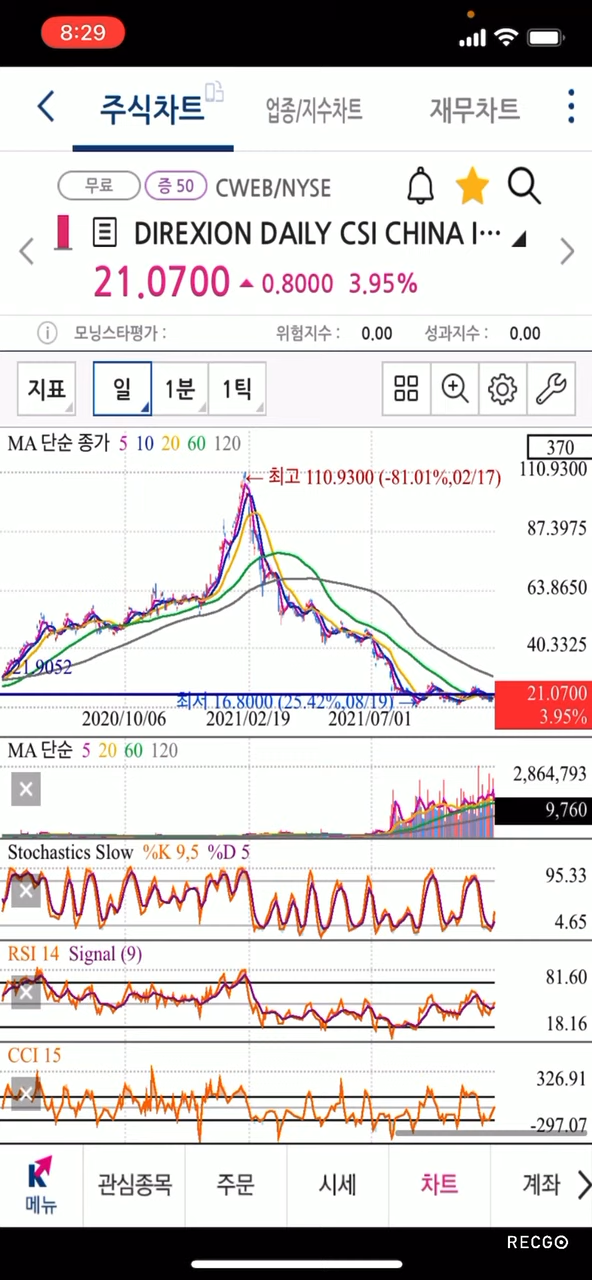 8:29
주식차트 업종/지수차트 재무차트
무료 증 50 CWEB/NYSE
DIREXION DAILY CSI CHINA I···
21.0700 ▲ 0.8000 3.95%
모닝스타평가 : 위험지수 : 0.00 성과지수 : 0.00
지표 일 1분 1틱
MA 단순 종가 5 10 20 60 120 370
110.9300
←최고 110.9300 (-81.01%,02/17)
87.3975
63.8650
40.3325
21.9052
21.0700
최저 16.8000 (25.42%,08/19)→
3.95%
2020/10/06 2021/02/19 2021/07/01
MA 단순 5 20 60 120
2,864,793
9,760
Stochastics Slow %K 9,5 %D 5
95.33
4.65
RSI 14 Signal (9)
81.60
18.16
CCI 15
326.91
-297.07
메뉴 관심종목 주문 시세 차트 계좌
RECGO